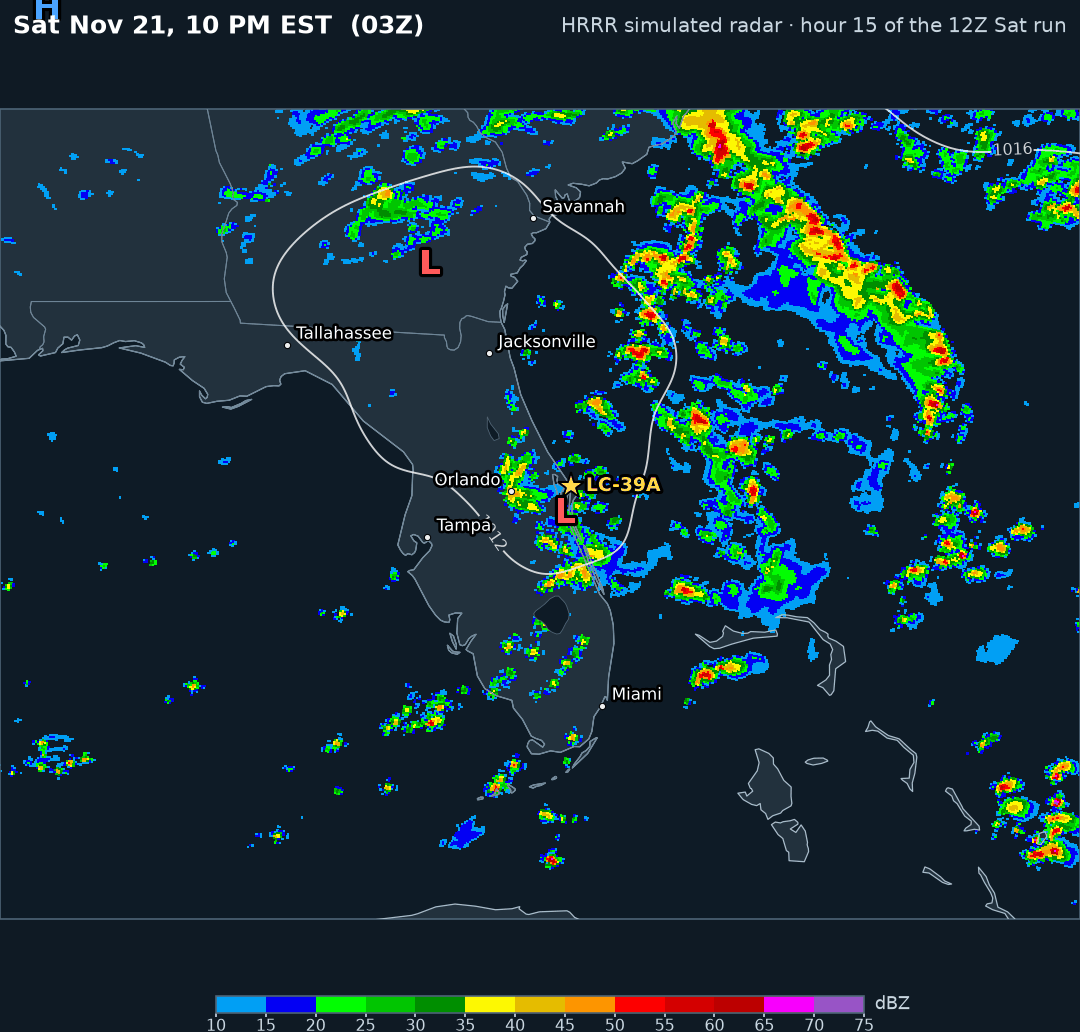 H
Sat Nov 21, 10 PM EST (03Z)
HRRR simulated radar · hour 15 of the 12Z Sat run
1016
Savannah
L
Tallahassee
Jacksonville
Orlando
LC-39A
L
Tampa
Miami
dBZ
10 15 20 25 30 35 40 45 50 55 60 65 70 75